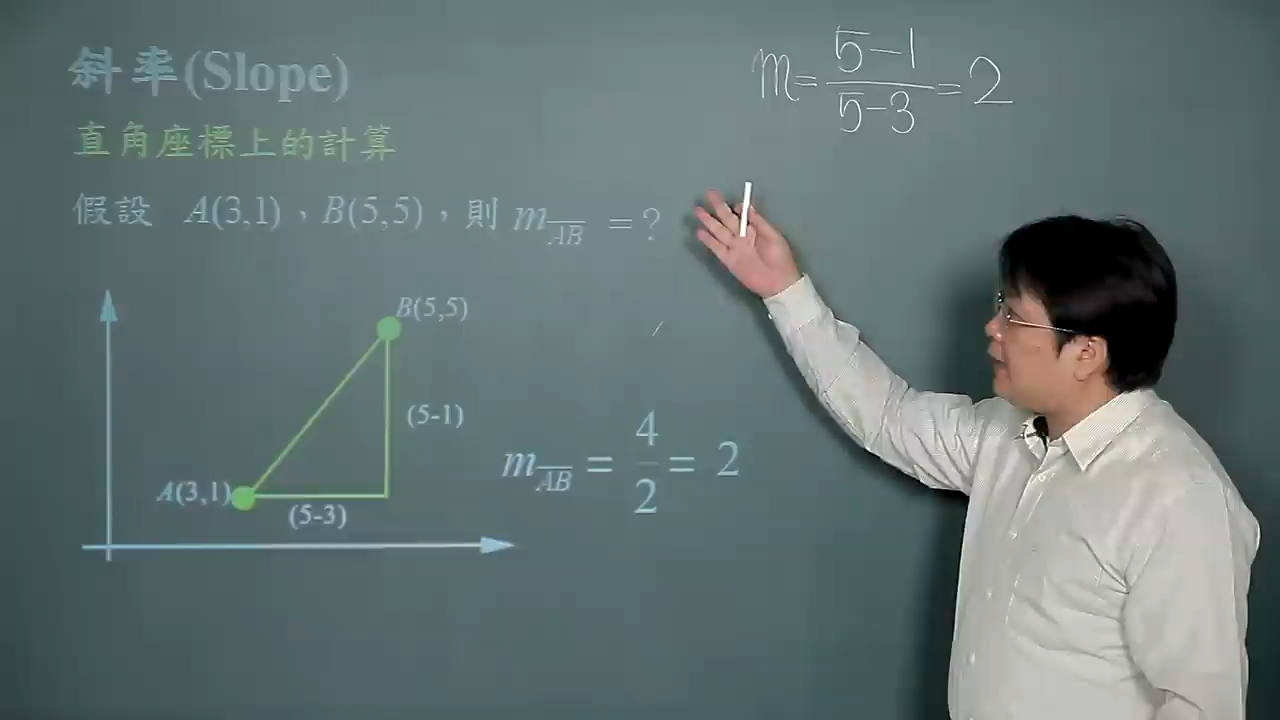 斜率(Slope)
m=5-1/5-3=2
直角座標上的計算
假設 A(3,1),B(5,5),則 m_AB = ?
B(5,5)
(5-1)
m_AB = 4/2 = 2
A(3,1)
(5-3)